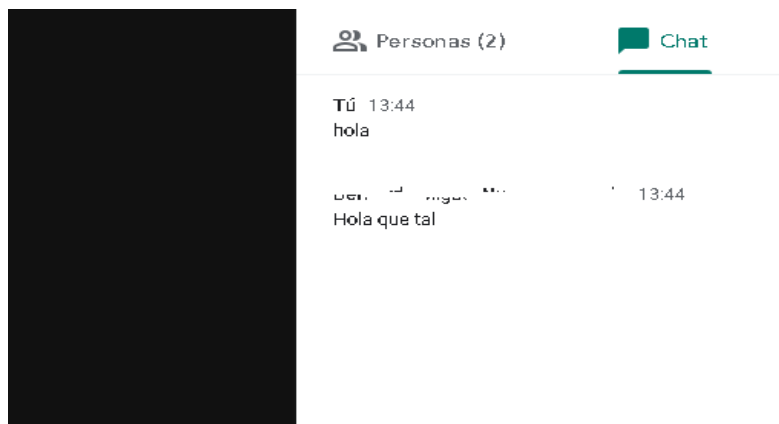 Personas (2)
Chat
Tú 13:44
hola
13:44
Hola que tal